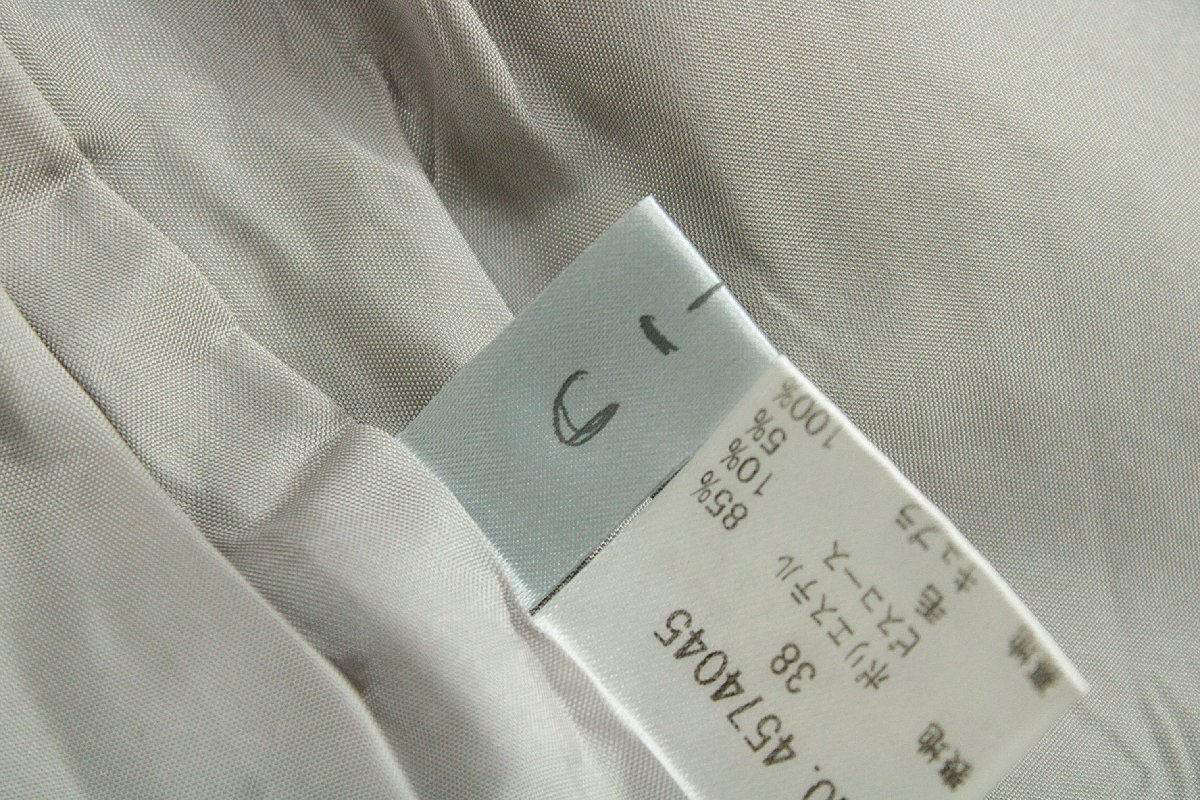 0.4574045
38
表地 ポリエステル 85%
ビスコース 10%
毛 5%
裏地 キュプラ 100%